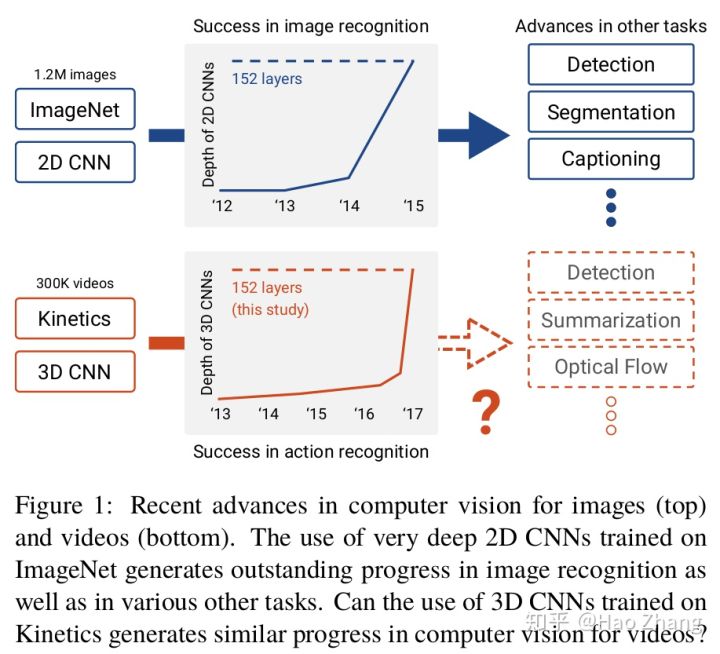 Success in image recognition
Advances in other tasks
1.2M images
ImageNet
2D CNN
Depth of 2D CNNs
152 layers
‘12 ‘13 ‘14 ‘15
Detection
Segmentation
Captioning
300K videos
Kinetics
3D CNN
Depth of 3D CNNs
152 layers
(this study)
‘13 ‘14 ‘15 ‘16 ‘17
Success in action recognition
?
Detection
Summarization
Optical Flow
Figure 1: Recent advances in computer vision for images (top)
and videos (bottom). The use of very deep 2D CNNs trained on
ImageNet generates outstanding progress in image recognition as
well as in various other tasks. Can the use of 3D CNNs trained on
Kinetics generates similar progress in computer vision for videos?
知乎 @Hao Zhang